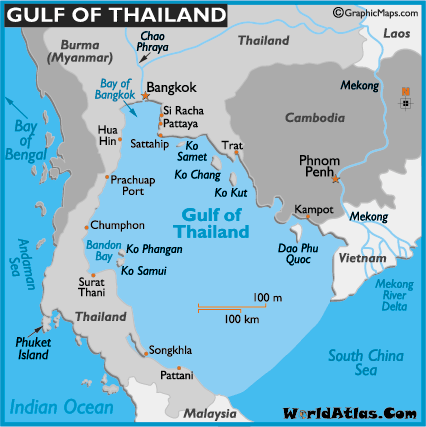 GULF OF THAILAND
© GraphicMaps.com
Chao
Phraya
Thailand
Laos
Burma
(Myanmar)
Bay of
Bangkok
Bangkok
Mekong
N
Bay
of
Bengal
Si Racha
Pattaya
Cambodia
Hua
Hin
Sattahip
Ko
Samet
Trat
Phnom
Penh
Ko Chang
Prachuap
Port
Ko Kut
Kampot
Mekong
Gulf of
Thailand
Chumphon
Dao Phu
Quoc
Vietnam
Bandon
Bay
Ko Phangan
Ko Samui
Andaman
Sea
Surat
Thani
Mekong
River
Delta
100 m
100 km
Thailand
Phuket
Island
Songkhla
South China
Sea
Pattani
Indian Ocean
Malaysia
WorldAtlas.Com